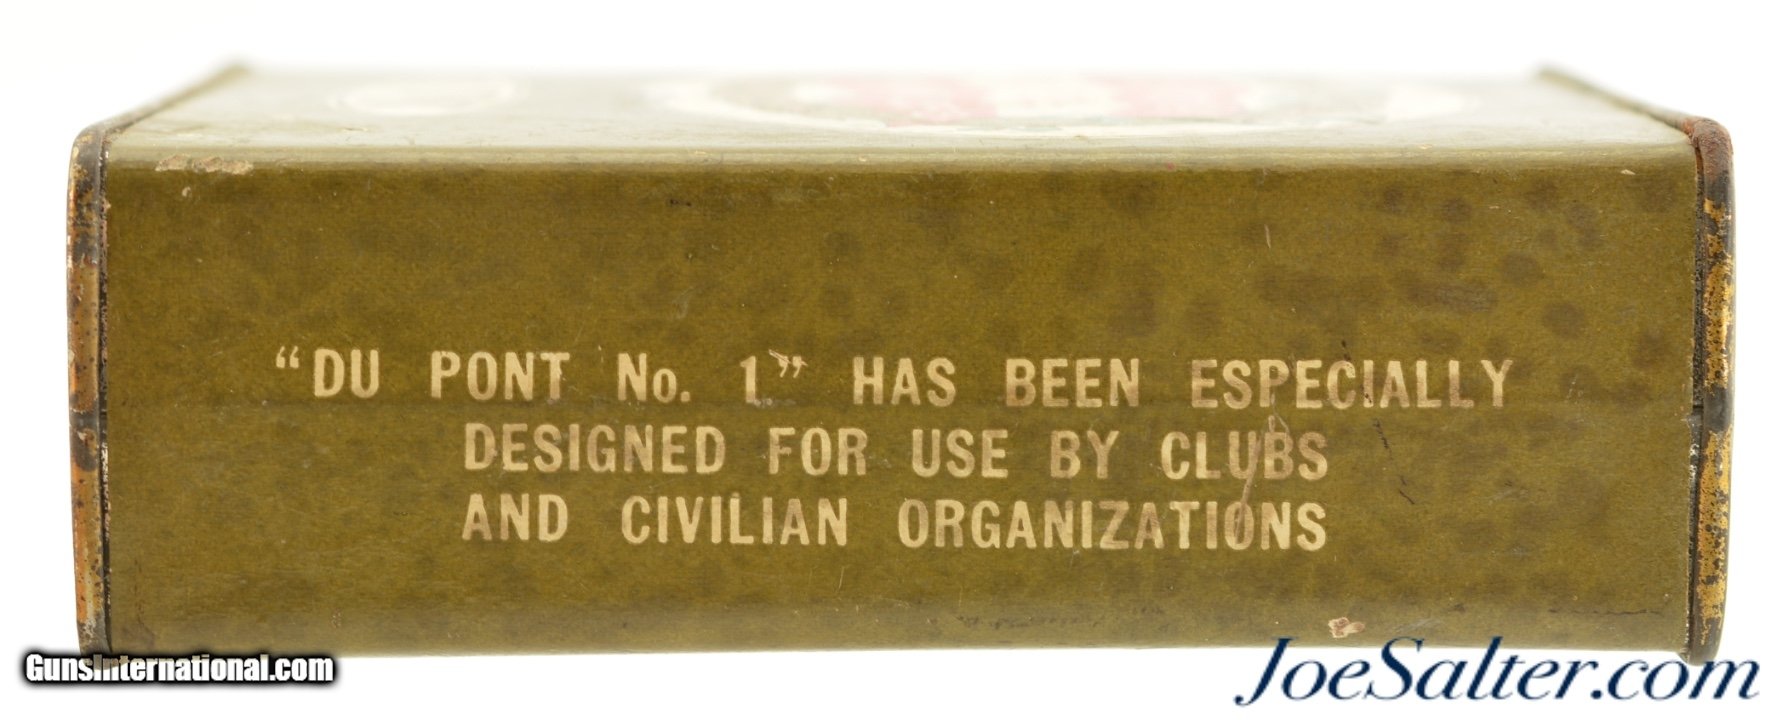 “DU PONT No. 1.” HAS BEEN ESPECIALLY
DESIGNED FOR USE BY CLUBS
AND CIVILIAN ORGANIZATIONS
GunsInternational.com
JoeSalter.com